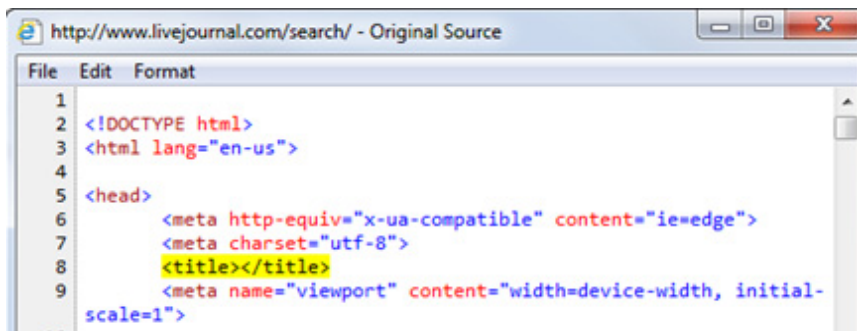 http://www.livejournal.com/search/ - Original Source
File Edit Format
1
2 <!DOCTYPE html>
3 <html lang="en-us">
4
5 <head>
6 <meta http-equiv="x-ua-compatible" content="ie=edge">
7 <meta charset="utf-8">
8 <title></title>
9 <meta name="viewport" content="width=device-width, initial-
scale=1">